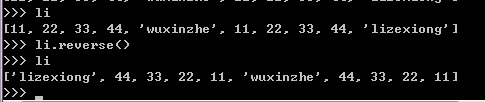 >>> li
[11, 22, 33, 44, 'wuxinzhe', 11, 22, 33, 44, 'lizexiong']
>>> li.reverse()
>>> li
['lizexiong', 44, 33, 22, 11, 'wuxinzhe', 44, 33, 22, 11]
>>>